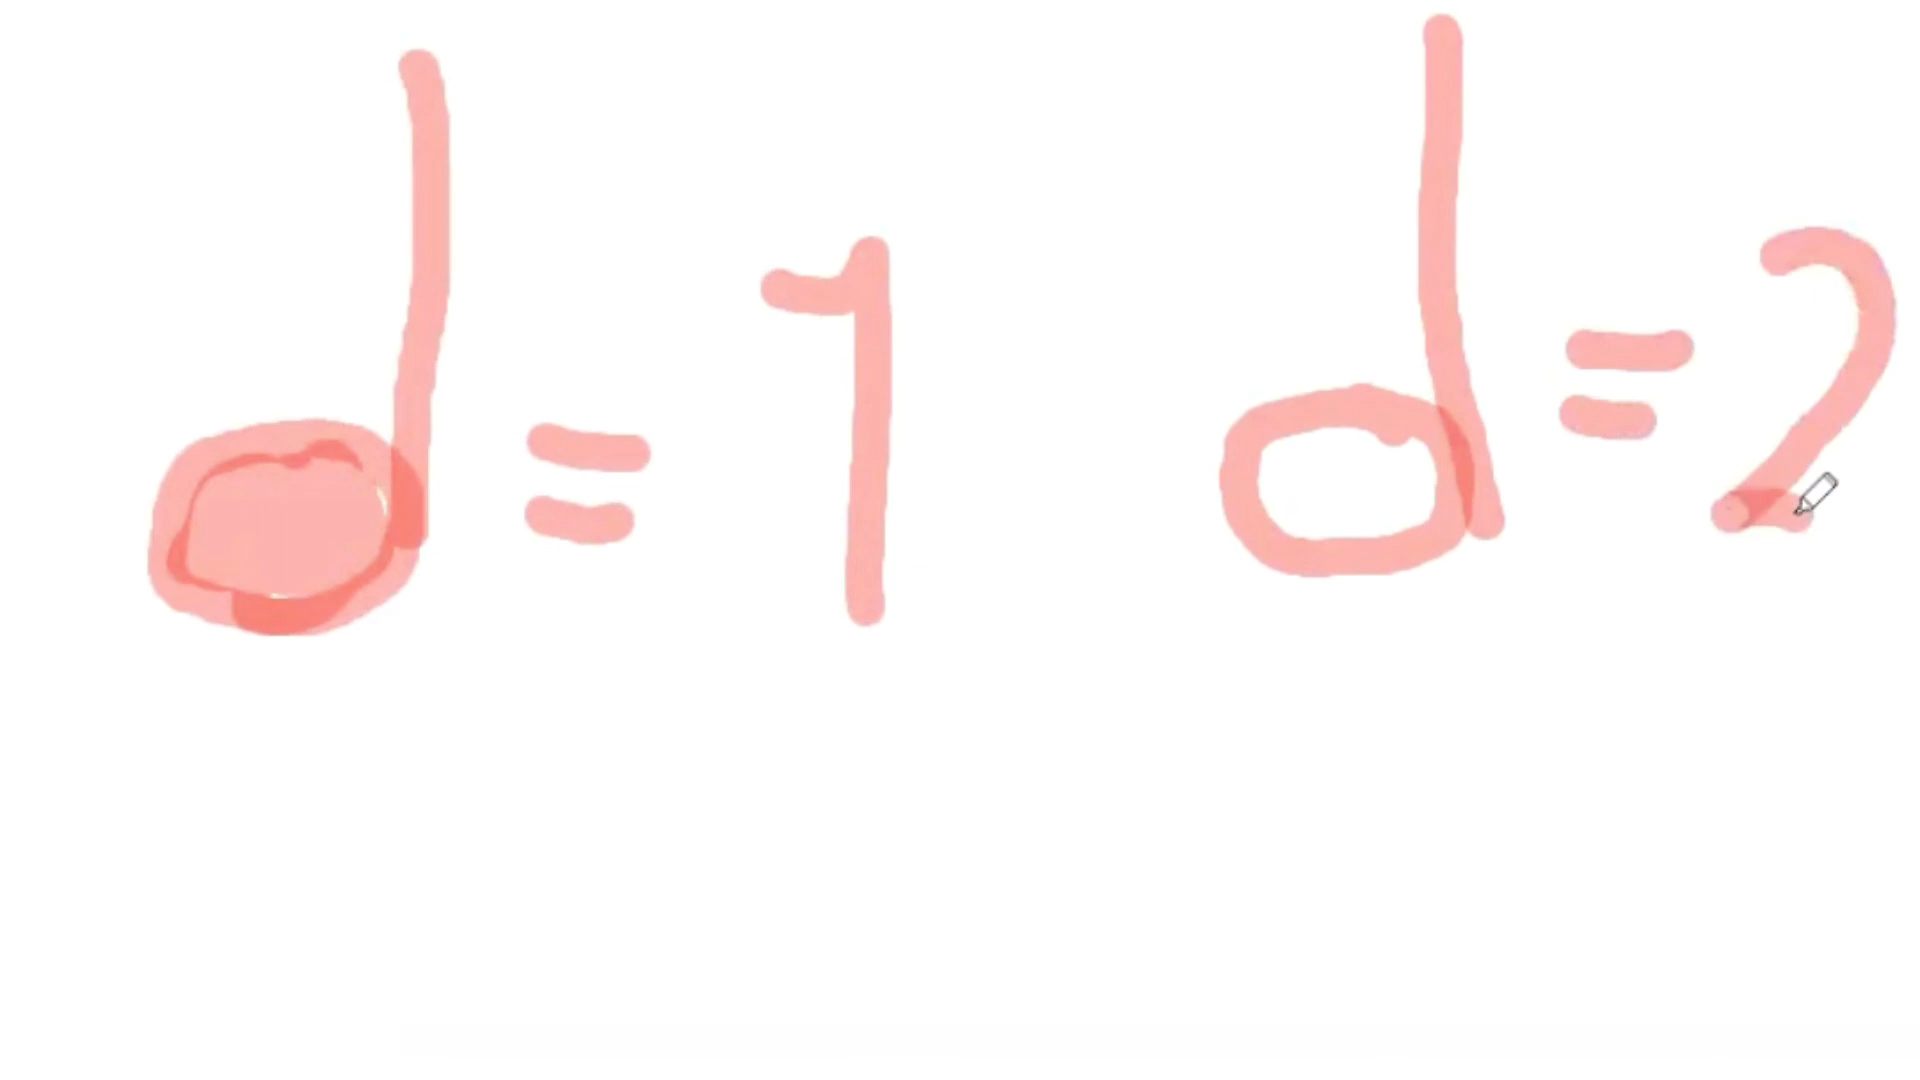 𝅘𝅥 = 1 𝅗𝅥 = 2